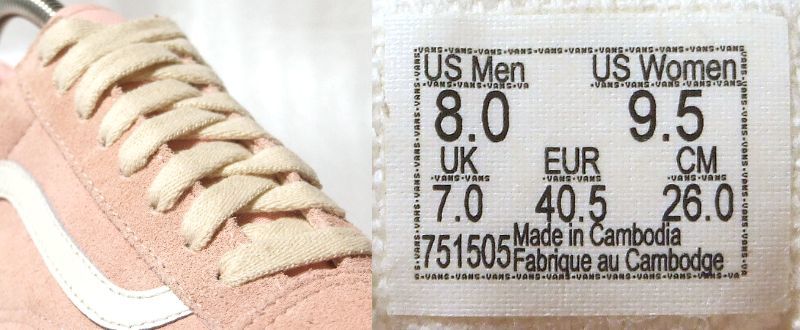 US Men US Women
8.0 9.5
UK EUR CM
7.0 40.5 26.0
751505 Made in Cambodia
Fabrique au Cambodge